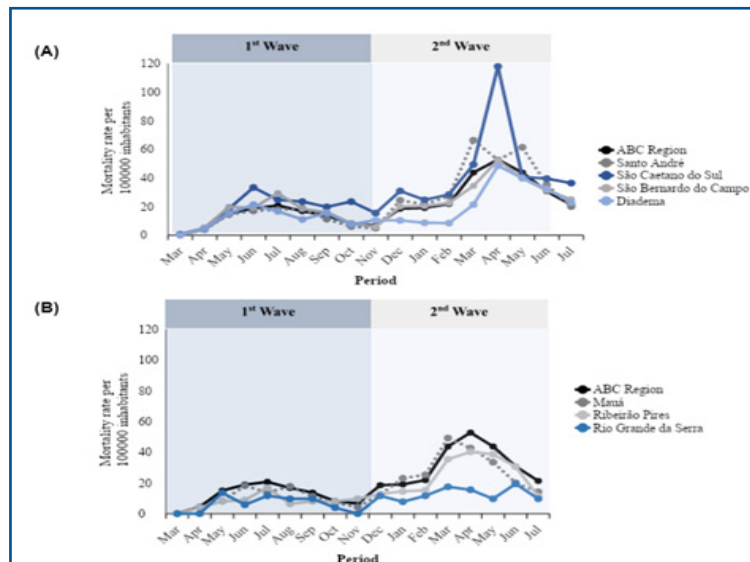 (A)
1st Wave
2nd Wave
Mortality rate per
100000 inhabitants
120
100
80
60
40
20
0
Mar Apr May Jun Jul Aug Sep Oct Nov Dec Jan Feb Mar Apr May Jun Jul
Period
ABC Region
Santo André
São Caetano do Sul
São Bernardo do Campo
Diadema
(B)
1st Wave
2nd Wave
Mortality rate per
100000 inhabitants
120
100
80
60
40
20
0
Mar Apr May Jun Jul Aug Sep Oct Nov Dec Jan Feb Mar Apr May Jun Jul
Period
ABC Region
Mauá
Ribeirão Pires
Rio Grande da Serra